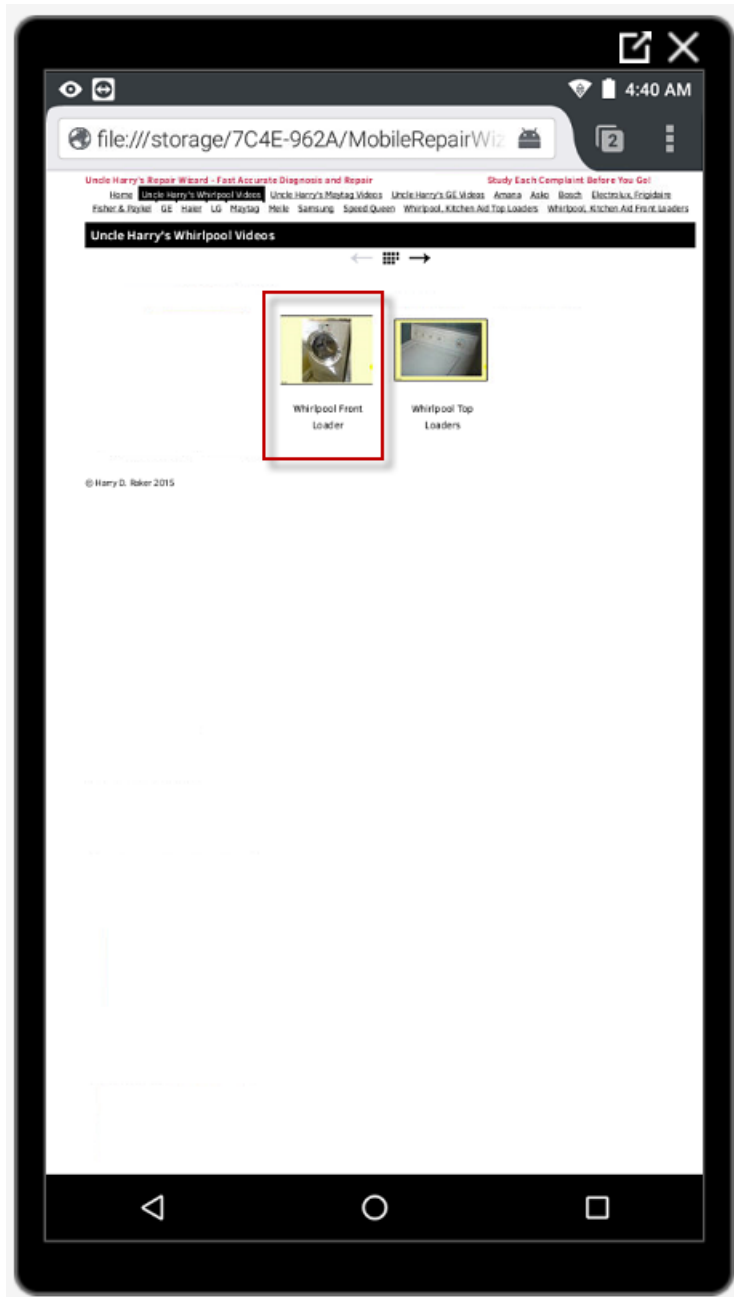 4:40 AM
file:///storage/7C4E-962A/MobileRepairWiz
2
Uncle Harry's Repair Wizard - Fast Accurate Diagnosis and Repair Study Each Complaint Before You Go!
Home Uncle Harry's Whirlpool Videos Uncle Harry's Maytag Videos Uncle Harry's GE Videos Amana Asko Bosch Electrolux, Frigidaire
Fisher & Paykel GE Haier LG Maytag Meile Samsung Speed Queen Whirlpool, Kitchen Aid Top Loaders Whirlpool, Kitchen Aid Front Loaders
Uncle Harry's Whirlpool Videos
Whirlpool Front
Loader
Whirlpool Top
Loaders
© Harry D. Raker 2015